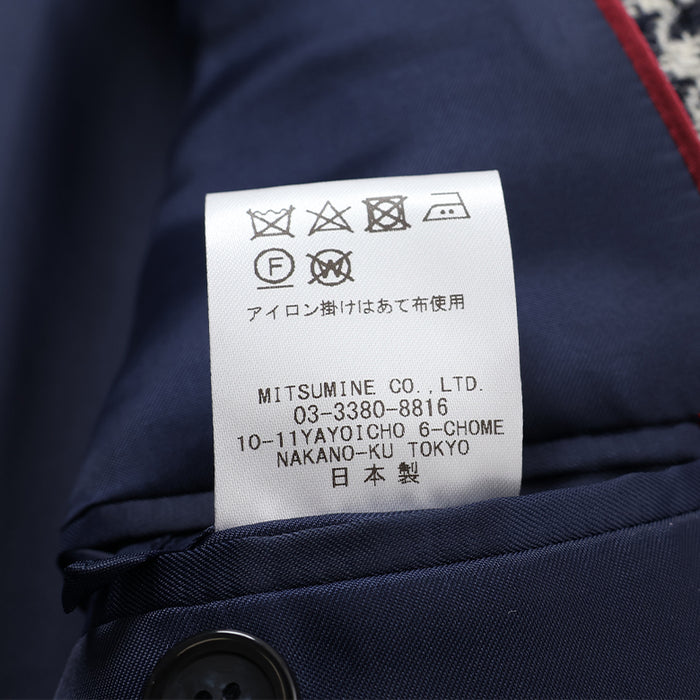 F W
アイロン掛けはあて布使用
MITSUMINE CO.,LTD.
03-3380-8816
10-11YAYOICHO 6-CHOME
NAKANO-KU TOKYO
日本製